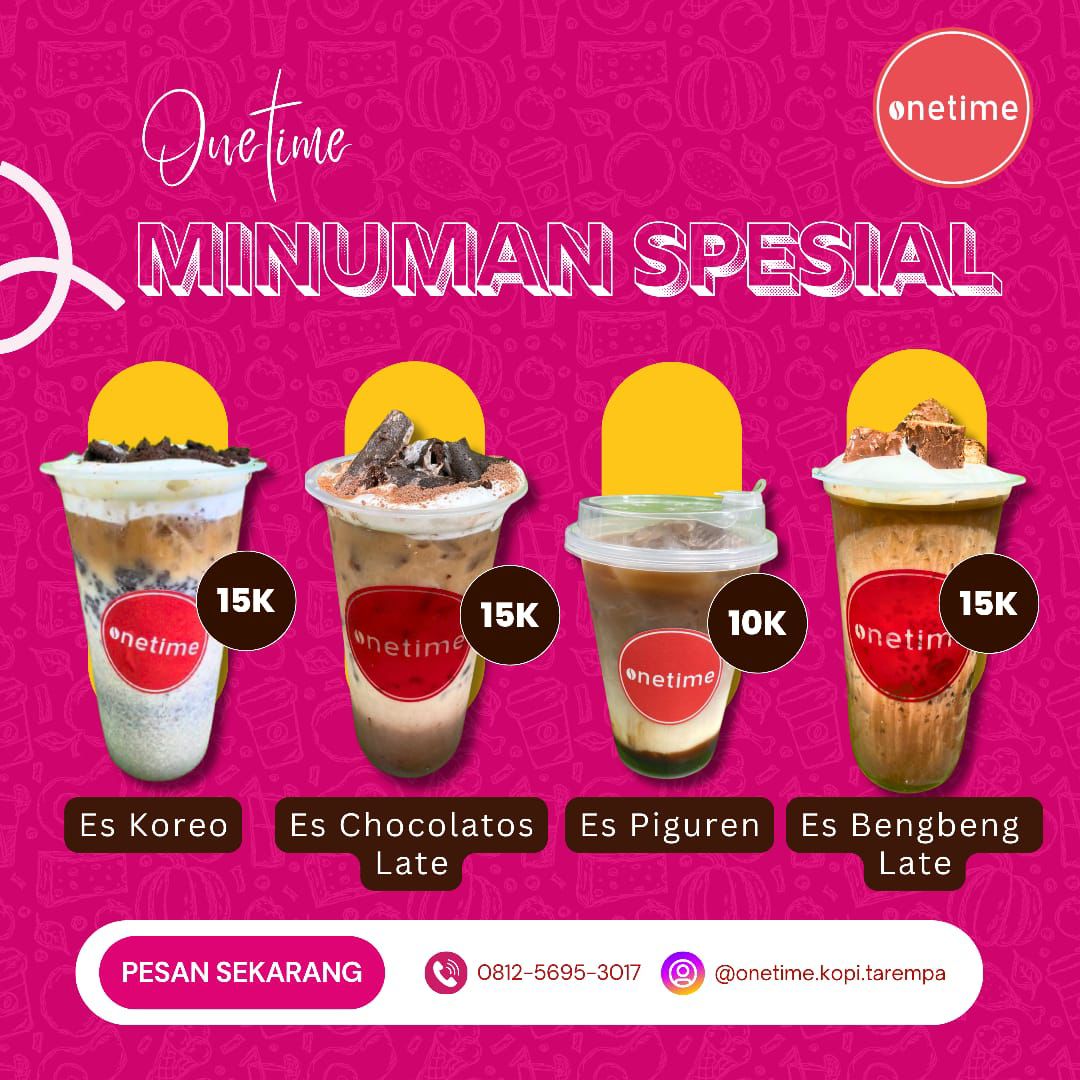 Onetime
onetime
MINUMAN SPESIAL
15K
15K
10K
15K
onetime
onetime
onetime
onetim
Es Koreo
Es Chocolatos
Late
Es Piguren
Es Bengbeng
Late
PESAN SEKARANG
0812-5695-3017
@onetime.kopi.tarempa